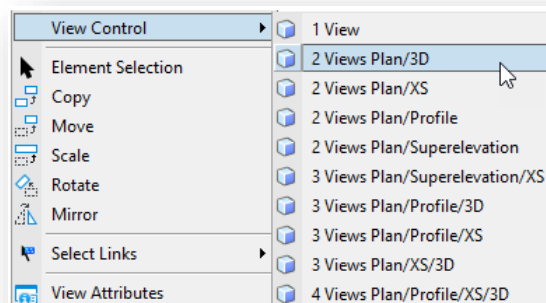 View Control
Element Selection
Copy
Move
Scale
Rotate
Mirror
Select Links
View Attributes
1 View
2 Views Plan/3D
2 Views Plan/XS
2 Views Plan/Profile
2 Views Plan/Superelevation
3 Views Plan/Superelevation/XS
3 Views Plan/Profile/3D
3 Views Plan/Profile/XS
3 Views Plan/XS/3D
4 Views Plan/Profile/XS/3D